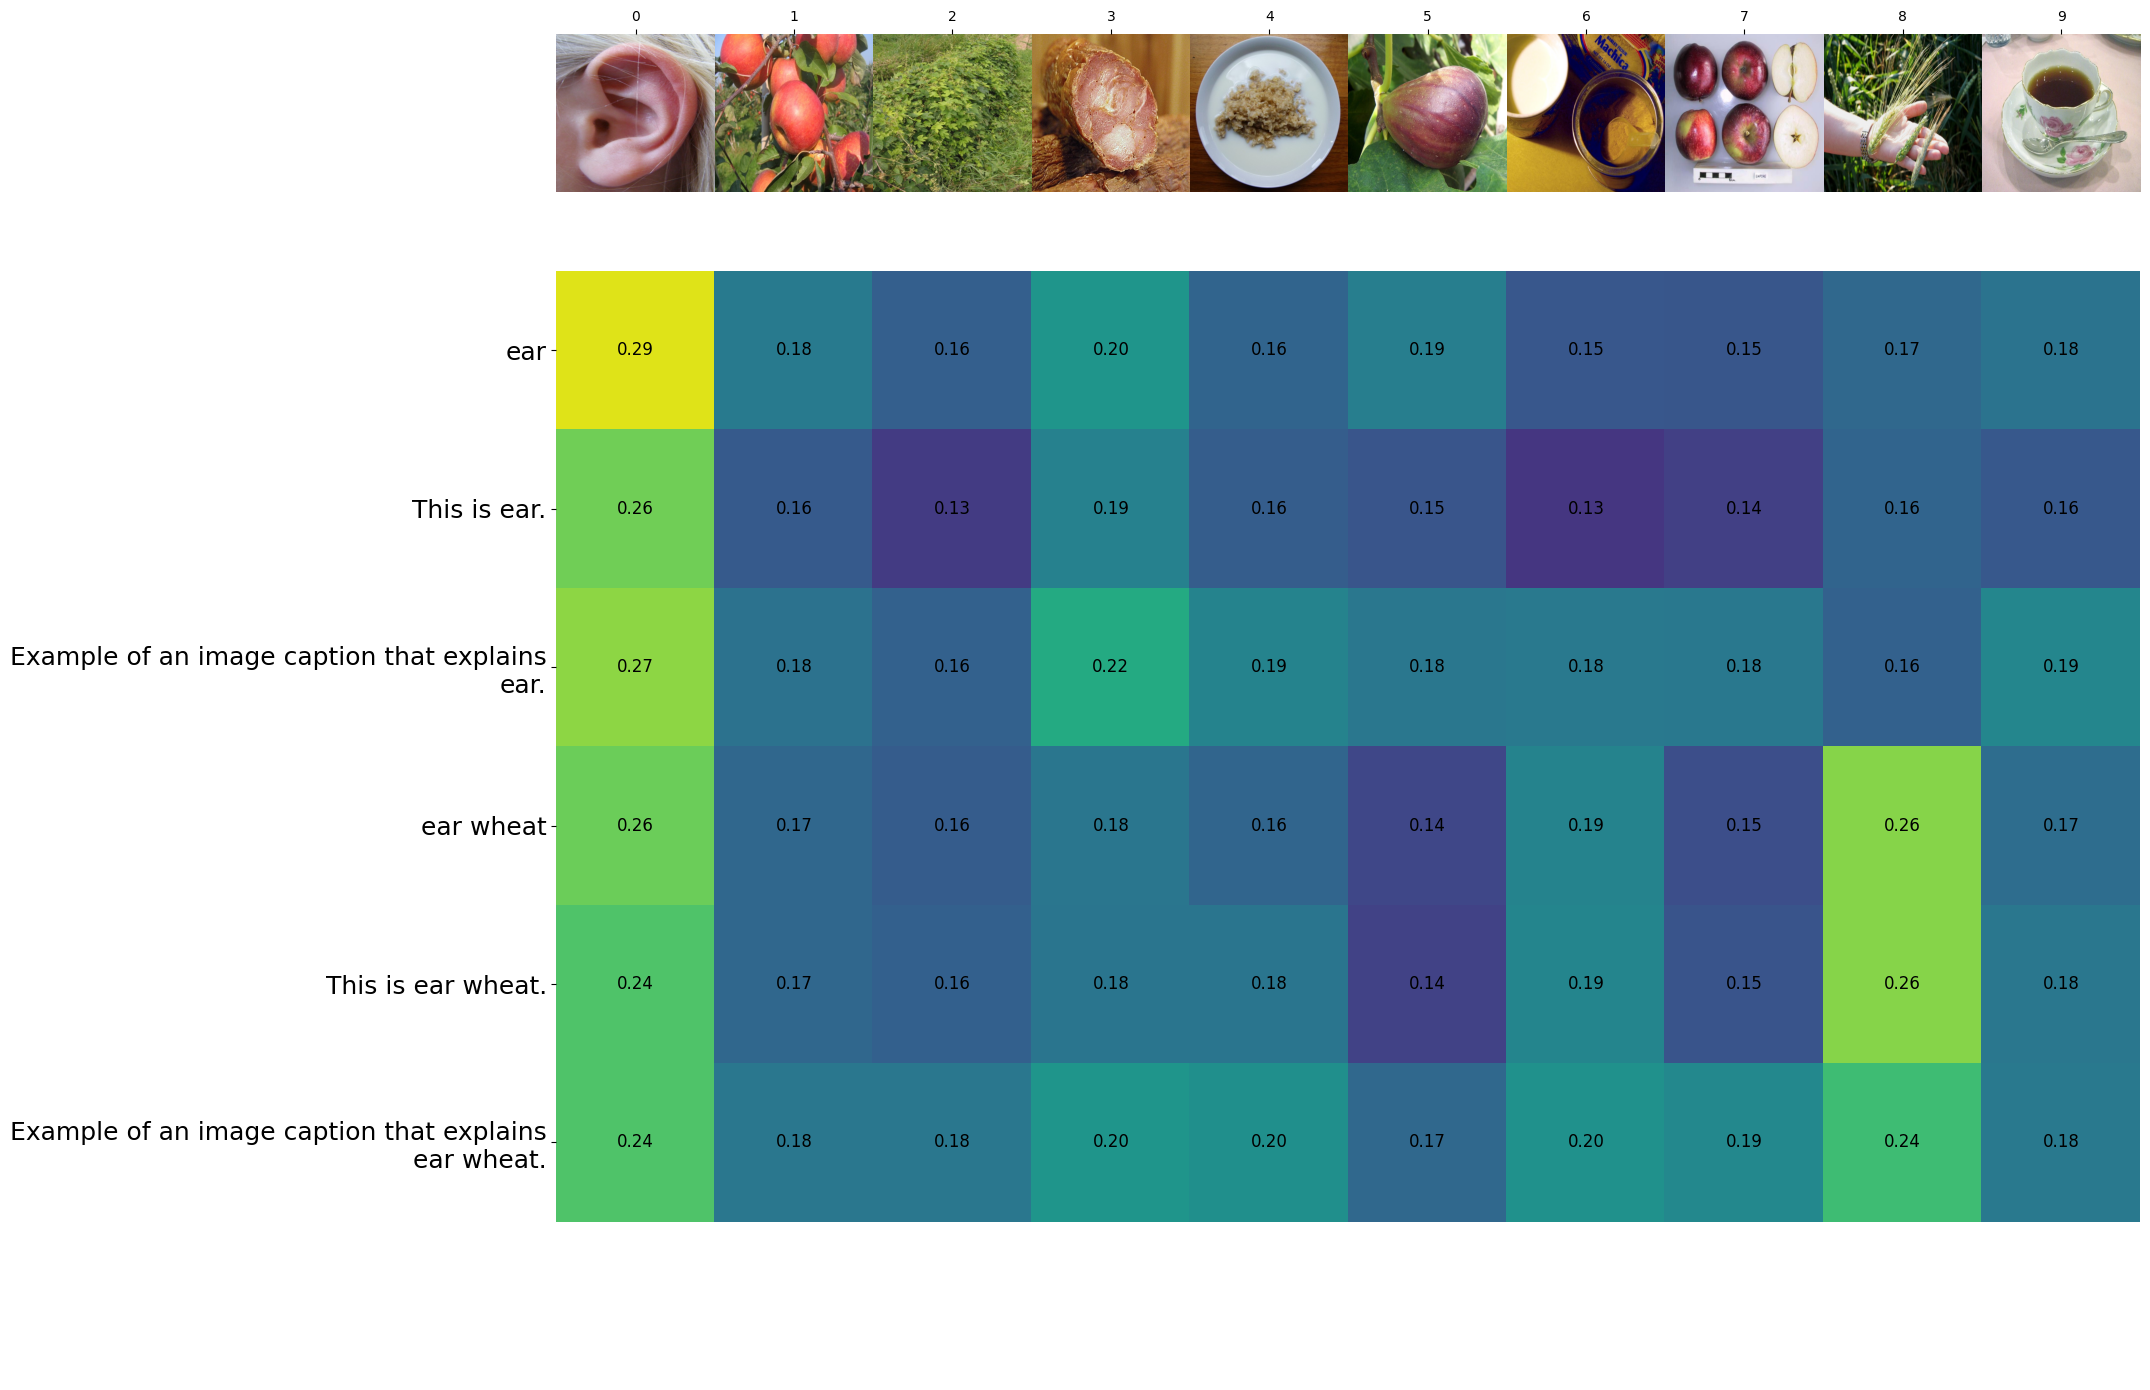 0 1 2 3 4 5 6 7 8 9
Machica
ear 0.29 0.18 0.16 0.20 0.16 0.19 0.15 0.15 0.17 0.18
This is ear. 0.26 0.16 0.13 0.19 0.16 0.15 0.13 0.14 0.16 0.16
Example of an image caption that explains
ear. 0.27 0.18 0.16 0.22 0.19 0.18 0.18 0.18 0.16 0.19
ear wheat 0.26 0.17 0.16 0.18 0.16 0.14 0.19 0.15 0.26 0.17
This is ear wheat. 0.24 0.17 0.16 0.18 0.18 0.14 0.19 0.15 0.26 0.18
Example of an image caption that explains
ear wheat. 0.24 0.18 0.18 0.20 0.20 0.17 0.20 0.19 0.24 0.18